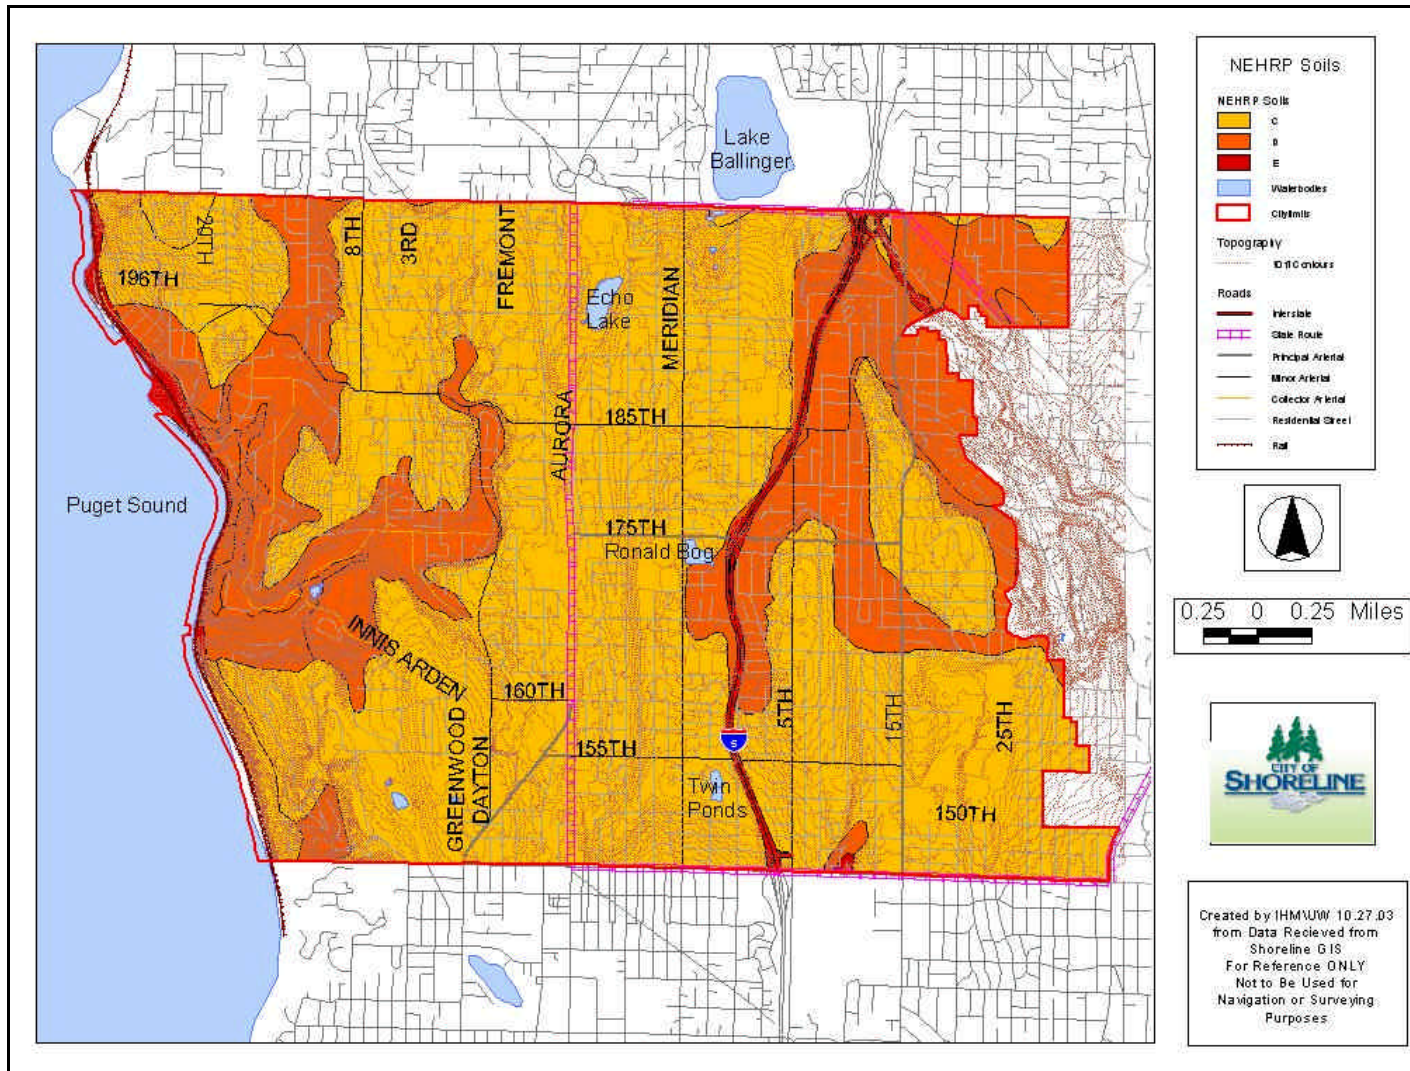 Lake
Ballinger
20TH
8TH
3RD
FREMONT
196TH
Echo
Lake
MERIDIAN
AURORA
185TH
Puget Sound
175TH
Ronald Bog
INNIS ARDEN
160TH
5TH
15TH
25TH
GREENWOOD
DAYTON
5
155TH
Twin
Ponds
150TH
NEHRP Soils
NEHRP Soils
C
D
E
Waterbodies
Citylimits
Topography
10 ft Contours
Roads
Interstate
State Route
Principal Arterial
Minor Arterial
Collector Arterial
Residential Street
Rail
0.25 0 0.25 Miles
CITY OF
SHORELINE
Created by IHM\UW 10.27.03
from Data Recieved from
Shoreline GIS
For Reference ONLY
Not to Be Used for
Navigation or Surveying
Purposes